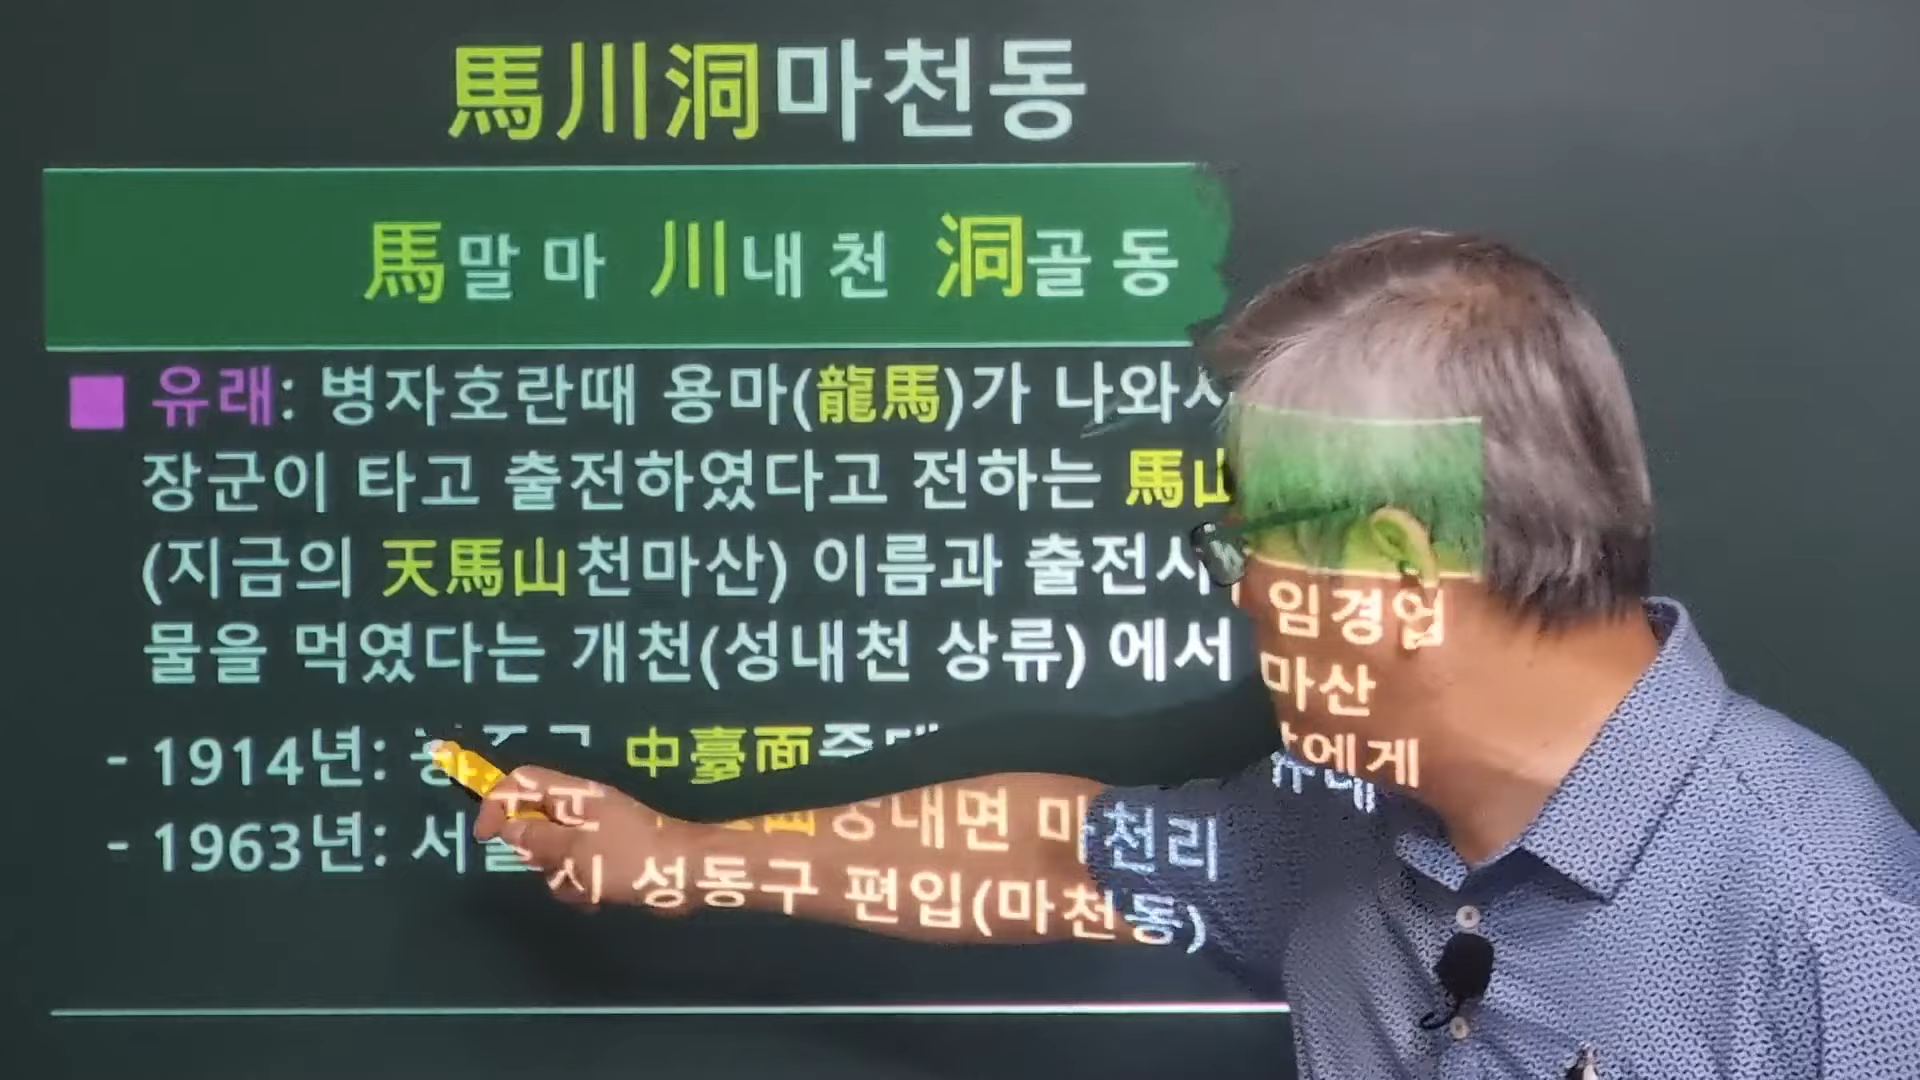 馬川洞마천동
馬말 마 川내 천 洞골 동
■ 유래: 병자호란때 용마(龍馬)가 나와서 임경업
장군이 타고 출전하였다고 전하는 馬山마산
(지금의 天馬山천마산) 이름과 출전시 에게
물을 먹였다는 개천(성내천 상류) 에서
- 1914년: 中臺面중대면 마천리
- 1963년: 서울시 성동구 편입(마천동)